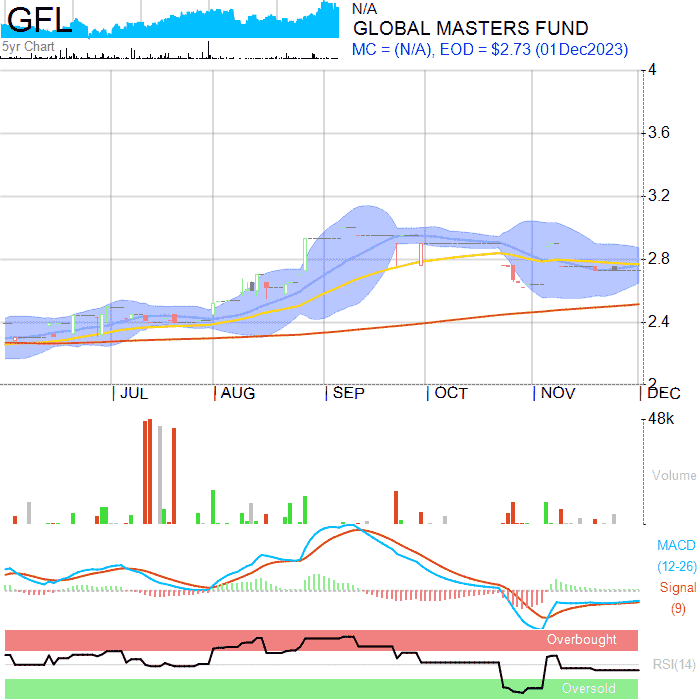 GFL
N/A
GLOBAL MASTERS FUND
5yr Chart
MC = (N/A), EOD = $2.73 (01Dec2023)
4
3.6
3.2
2.8
2.4
2
JUL AUG SEP OCT NOV DEC
48k
Volume
MACD
(12-26)
Signal
(9)
Overbought
RSI(14)
Oversold